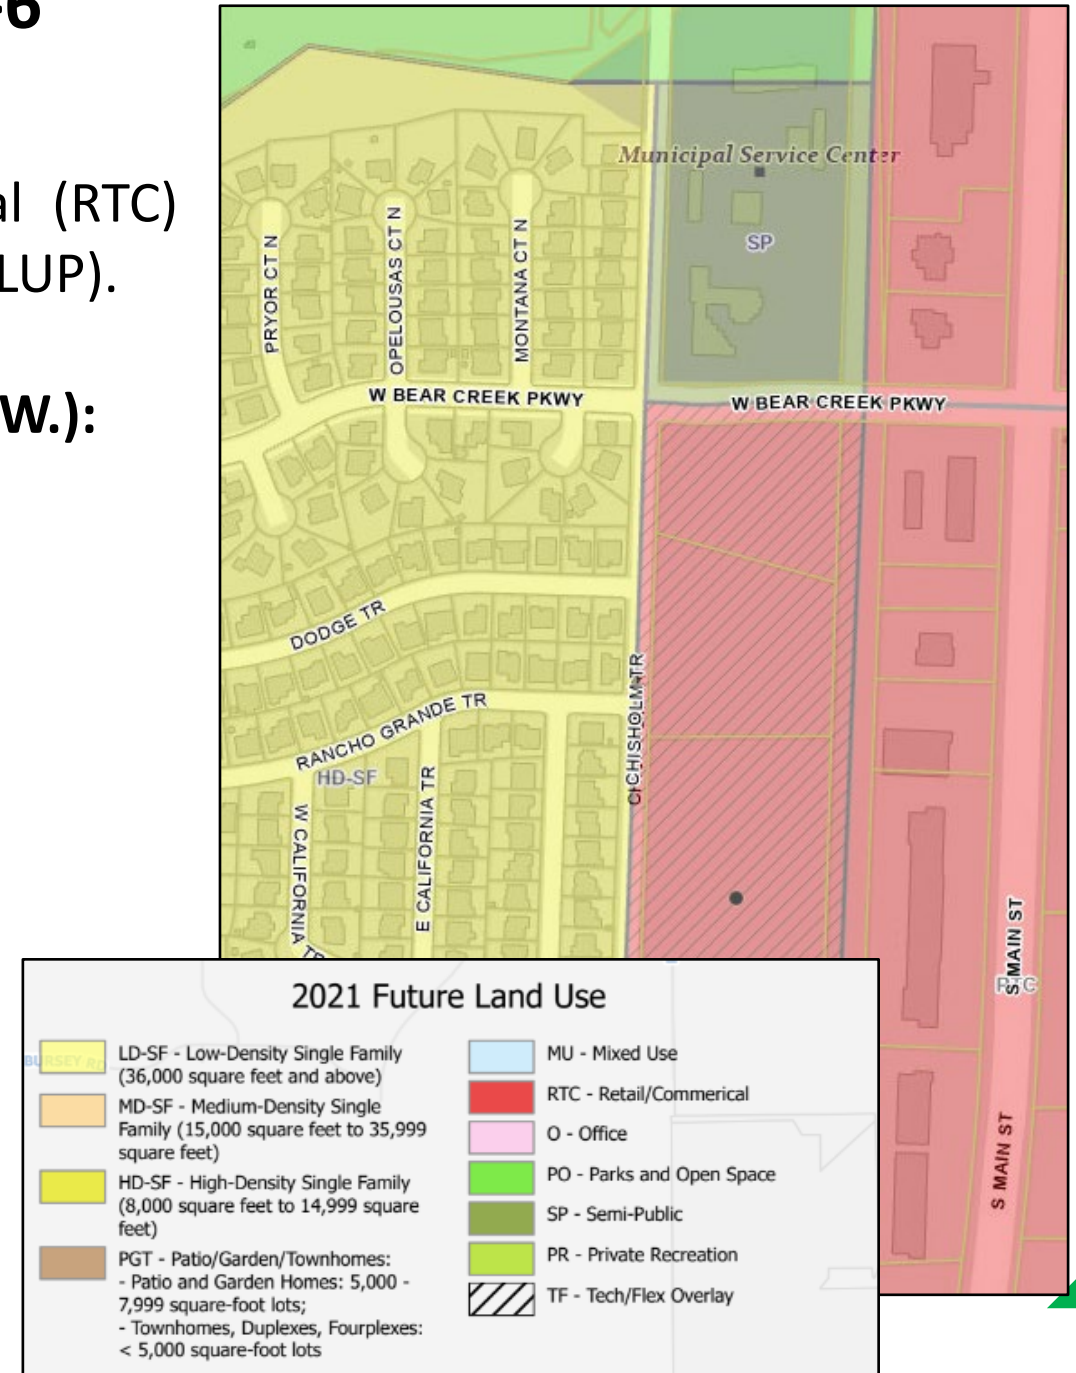 -6
al (RTC)
LUP).
W.):
Municipal Service Center
SP
PRYOR CT N
OPELOUSAS CT N
MONTANA CT N
W BEAR CREEK PKWY
W BEAR CREEK PKWY
DODGE TR
RANCHO GRANDE TR
HD-SF
W CALIFORNIA TR
E CALIFORNIA TR
CHISHOLM TR
S MAIN ST
RTC
S MAIN ST
2021 Future Land Use
BURSEY RD
LD-SF - Low-Density Single Family
(36,000 square feet and above)
MD-SF - Medium-Density Single
Family (15,000 square feet to 35,999
square feet)
HD-SF - High-Density Single Family
(8,000 square feet to 14,999 square
feet)
PGT - Patio/Garden/Townhomes:
- Patio and Garden Homes: 5,000 -
7,999 square-foot lots;
- Townhomes, Duplexes, Fourplexes:
< 5,000 square-foot lots
MU - Mixed Use
RTC - Retail/Commerical
O - Office
PO - Parks and Open Space
SP - Semi-Public
PR - Private Recreation
TF - Tech/Flex Overlay